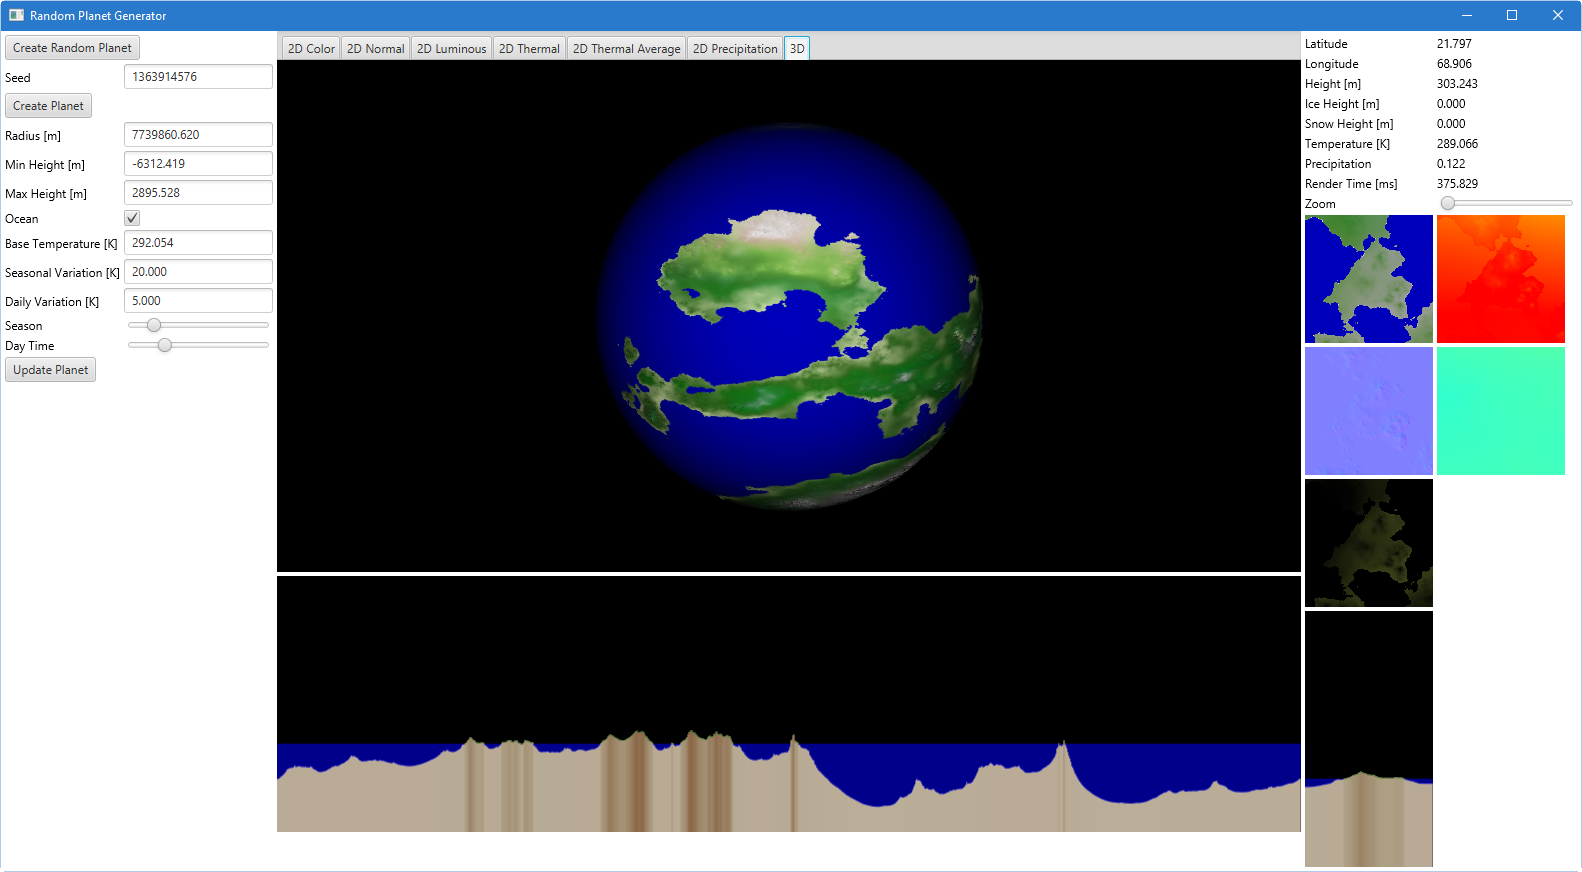 Random Planet Generator
Create Random Planet
Seed 1363914576
Create Planet
Radius [m] 7739860.620
Min Height [m] -6312.419
Max Height [m] 2895.528
Ocean
Base Temperature [K] 292.054
Seasonal Variation [K] 20.000
Daily Variation [K] 5.000
Season
Day Time
Update Planet
2D Color 2D Normal 2D Luminous 2D Thermal 2D Thermal Average 2D Precipitation 3D
Latitude 21.797
Longitude 68.906
Height [m] 303.243
Ice Height [m] 0.000
Snow Height [m] 0.000
Temperature [K] 289.066
Precipitation 0.122
Render Time [ms] 375.829
Zoom